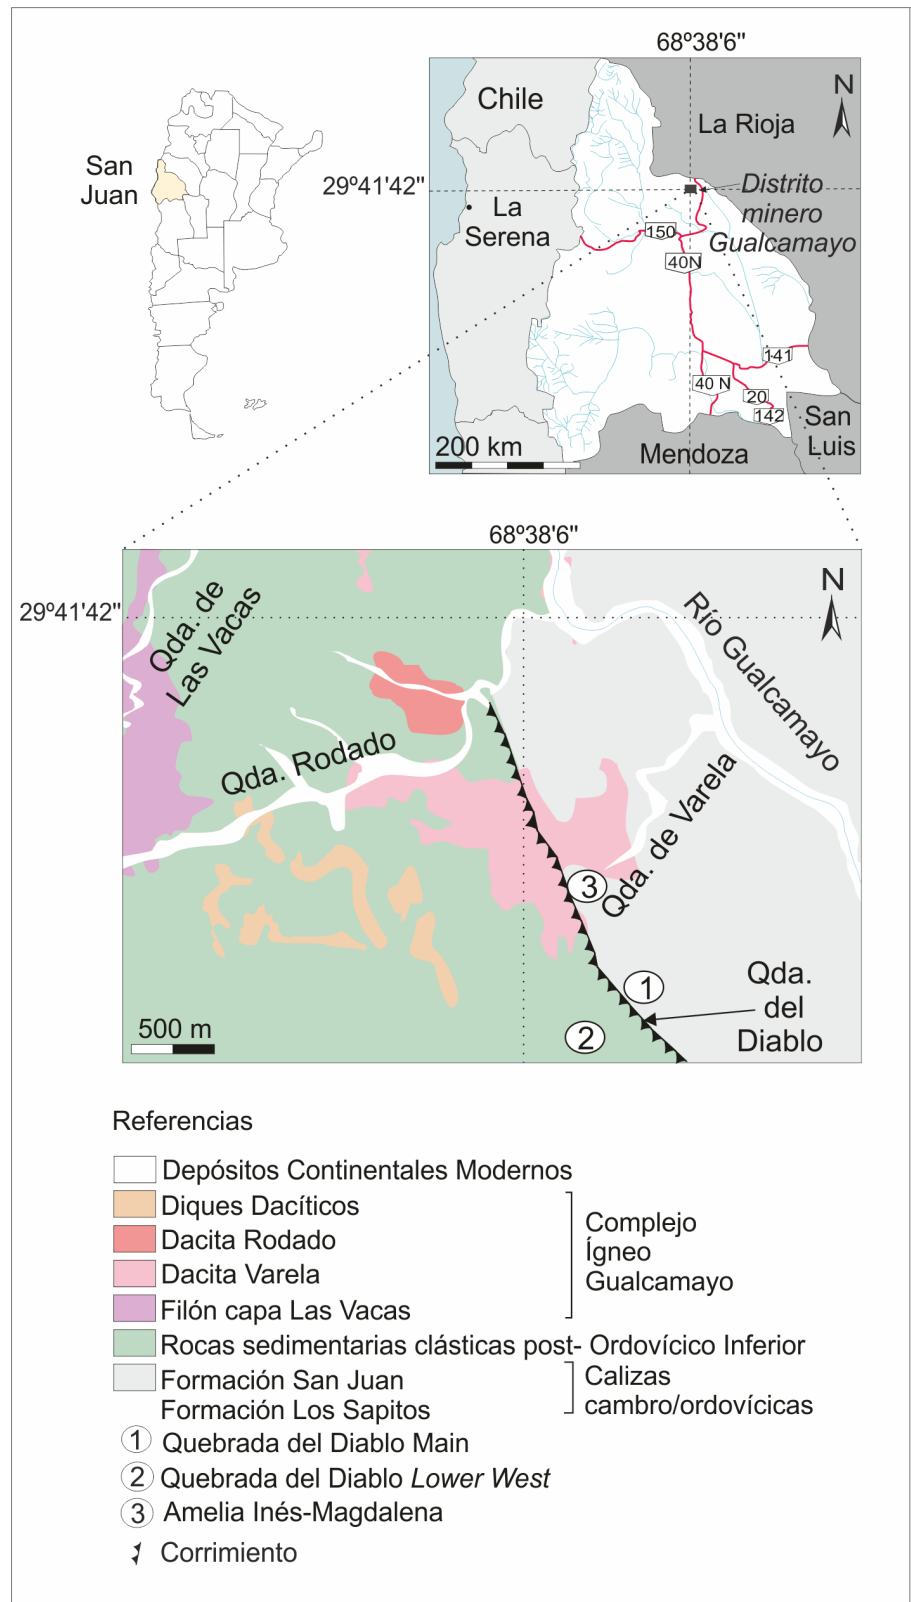 68º38'6"
N
Chile
La Rioja
San
Juan
29º41'42"
Distrito
minero
Gualcamayo
La
Serena
150
40N
141
40 N
20
142
San
Luis
200 km
Mendoza
68º38'6"
N
29º41'42"
Qda. de
Las Vacas
Río Gualcamayo
Qda. Rodado
Qda. de Varela
3
1
2
Qda.
del
Diablo
500 m
Referencias
Depósitos Continentales Modernos
Diques Dacíticos
Dacita Rodado
Dacita Varela
Filón capa Las Vacas
Complejo
Ígneo
Gualcamayo
Rocas sedimentarias clásticas post- Ordovícico Inferior
Formación San Juan
Formación Los Sapitos
Calizas
cambro/ordovícicas
1 Quebrada del Diablo Main
2 Quebrada del Diablo Lower West
3 Amelia Inés-Magdalena
Corrimiento